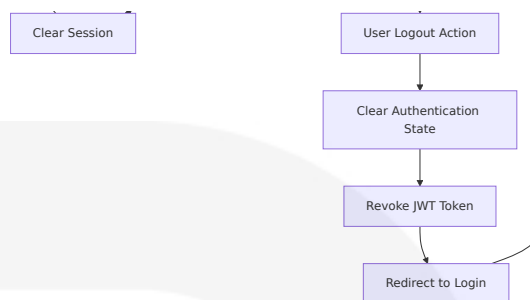 Clear Session
User Logout Action
Clear Authentication
State
Revoke JWT Token
Redirect to Login